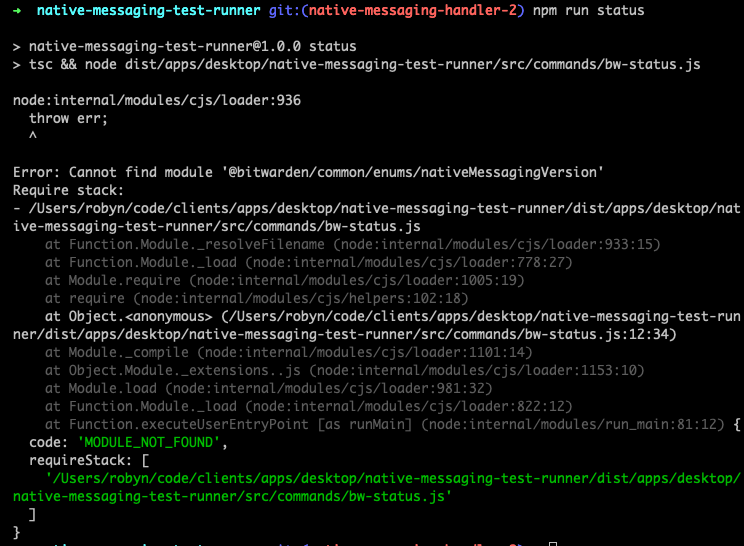 ➜  native-messaging-test-runner git:(native-messaging-handler-2) npm run status

> native-messaging-test-runner@1.0.0 status
> tsc && node dist/apps/desktop/native-messaging-test-runner/src/commands/bw-status.js

node:internal/modules/cjs/loader:936
  throw err;
  ^

Error: Cannot find module '@bitwarden/common/enums/nativeMessagingVersion'
Require stack:
- /Users/robyn/code/clients/apps/desktop/native-messaging-test-runner/dist/apps/desktop/nat
ive-messaging-test-runner/src/commands/bw-status.js
    at Function.Module._resolveFilename (node:internal/modules/cjs/loader:933:15)
    at Function.Module._load (node:internal/modules/cjs/loader:778:27)
    at Module.require (node:internal/modules/cjs/loader:1005:19)
    at require (node:internal/modules/cjs/helpers:102:18)
    at Object.<anonymous> (/Users/robyn/code/clients/apps/desktop/native-messaging-test-run
ner/dist/apps/desktop/native-messaging-test-runner/src/commands/bw-status.js:12:34)
    at Module._compile (node:internal/modules/cjs/loader:1101:14)
    at Object.Module._extensions..js (node:internal/modules/cjs/loader:1153:10)
    at Module.load (node:internal/modules/cjs/loader:981:32)
    at Function.Module._load (node:internal/modules/cjs/loader:822:12)
    at Function.executeUserEntryPoint [as runMain] (node:internal/modules/run_main:81:12) {
  code: 'MODULE_NOT_FOUND',
  requireStack: [
    '/Users/robyn/code/clients/apps/desktop/native-messaging-test-runner/dist/apps/desktop/
native-messaging-test-runner/src/commands/bw-status.js'
  ]
}